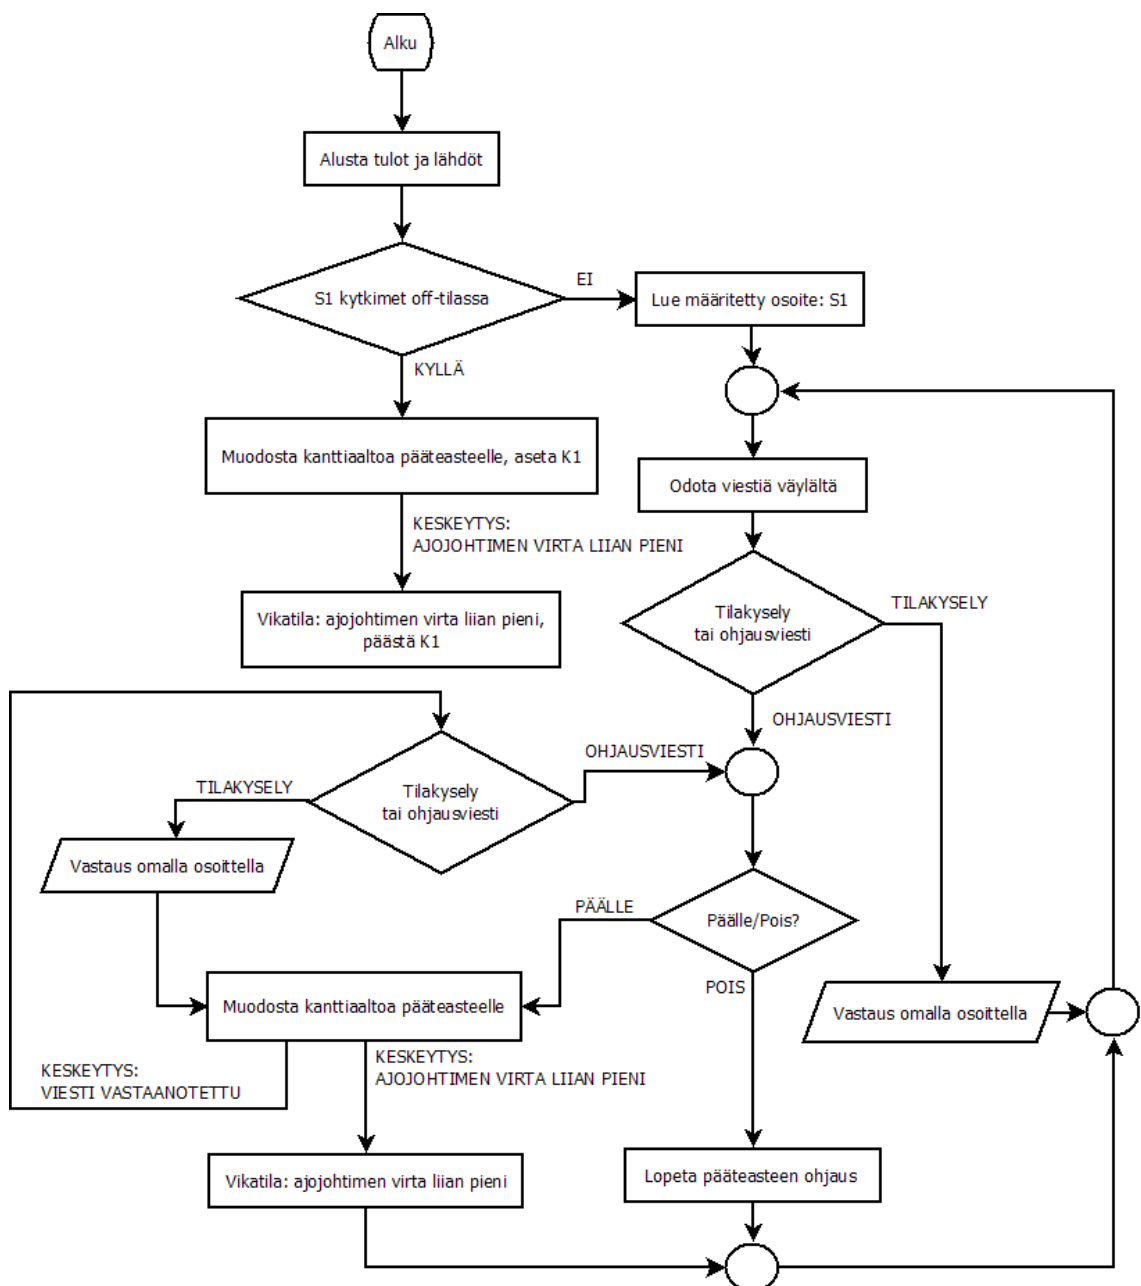 Alku
Alusta tulot ja lähdöt
S1 kytkimet off-tilassa
EI
Lue määritetty osoite: S1
KYLLÄ
Muodosta kanttiaaltoa pääteasteelle, aseta K1
Odota viestiä väylältä
KESKEYTYS:
AJOJOHTIMEN VIRTA LIIAN PIENI
Vikatila: ajojohtimen virta liian pieni,
päästä K1
Tilakysely
tai ohjausviesti
TILAKYSELY
OHJAUSVIESTI
OHJAUSVIESTI
TILAKYSELY
Tilakysely
tai ohjausviesti
Vastaus omalla osoittella
PÄÄLLE
Päälle/Pois?
POIS
Muodosta kanttiaaltoa pääteasteelle
Vastaus omalla osoittella
KESKEYTYS:
VIESTI VASTAANOTETTU
KESKEYTYS:
AJOJOHTIMEN VIRTA LIIAN PIENI
Vikatila: ajojohtimen virta liian pieni
Lopeta pääteasteen ohjaus